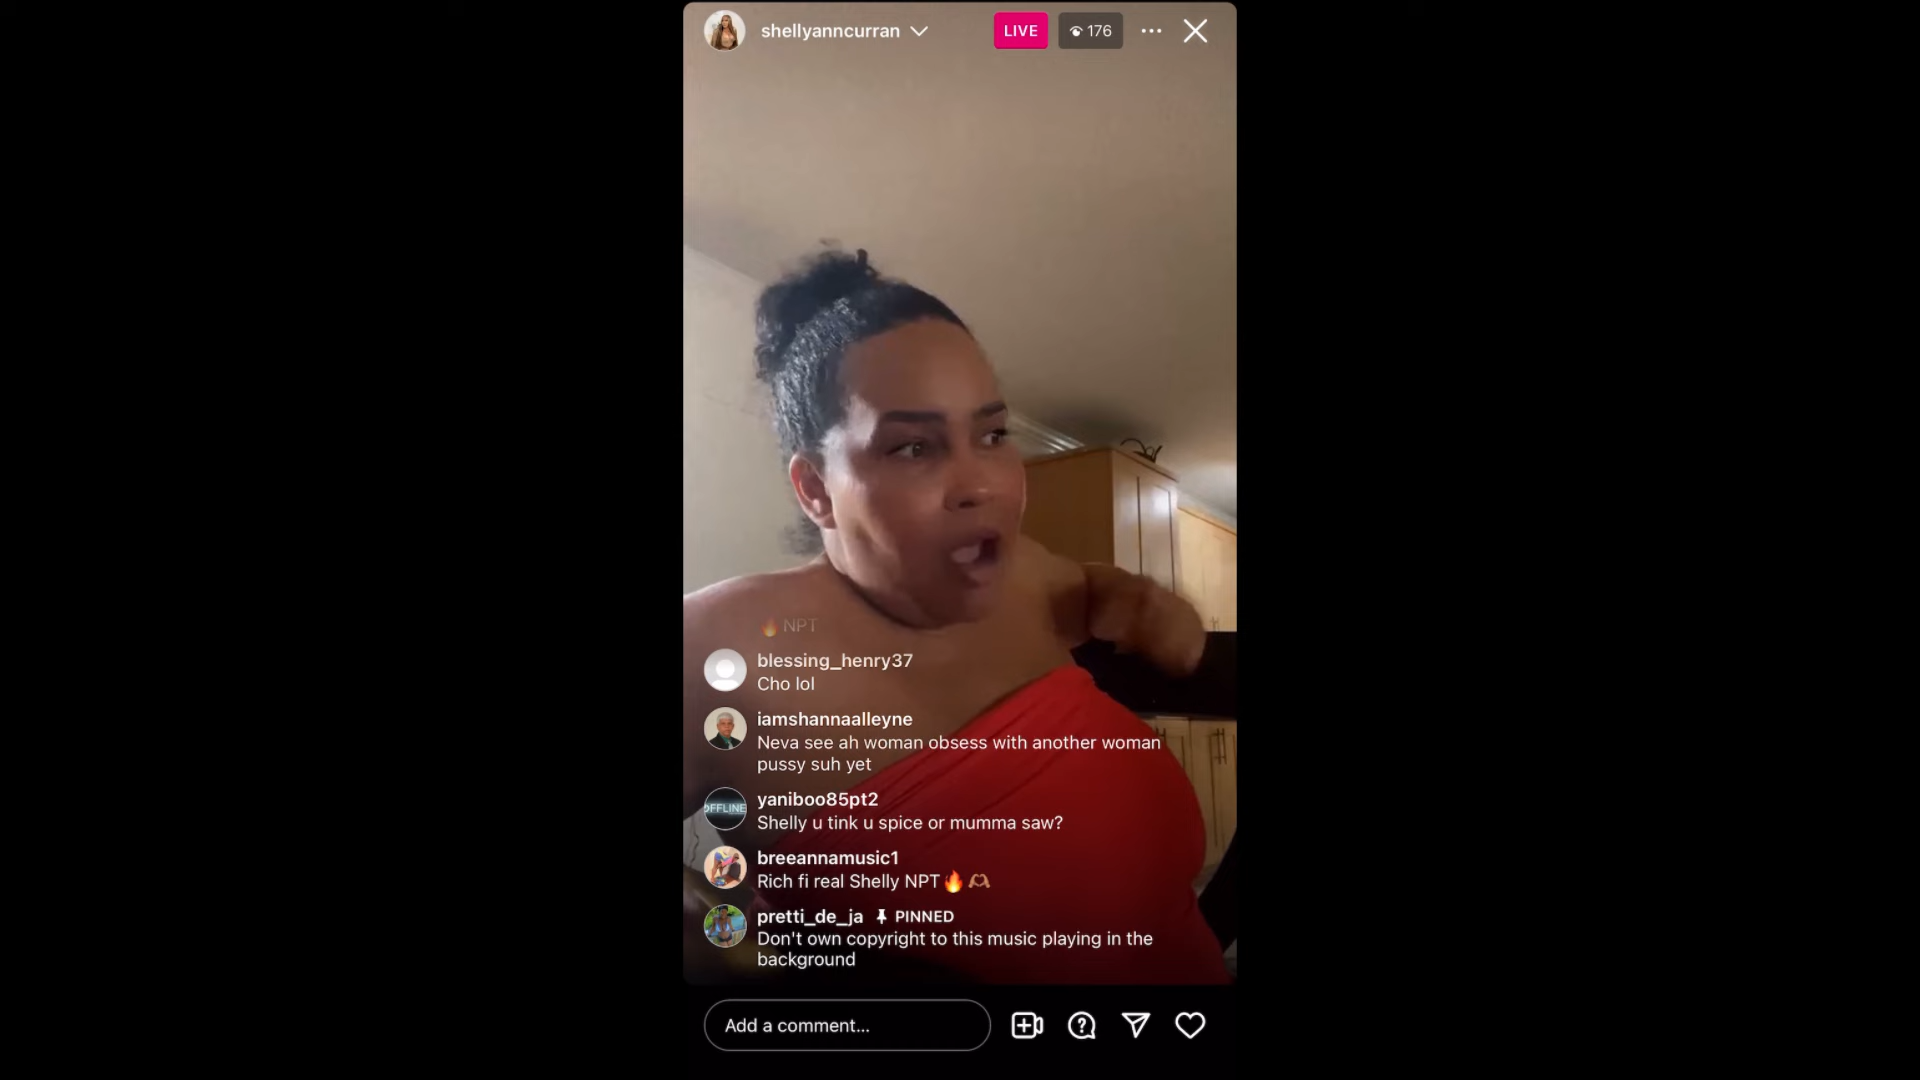 shellyanncurran
LIVE
176
🔥 NPT
blessing_henry37
Cho lol
iamshannaalleyne
Neva see ah woman obsess with another woman
pussy suh yet
yaniboo85pt2
Shelly u tink u spice or mumma saw?
breeannamusic1
Rich fi real Shelly NPT🔥🫶🏽
pretti_de_ja PINNED
Don't own copyright to this music playing in the
background
OFFLINE
Add a comment...